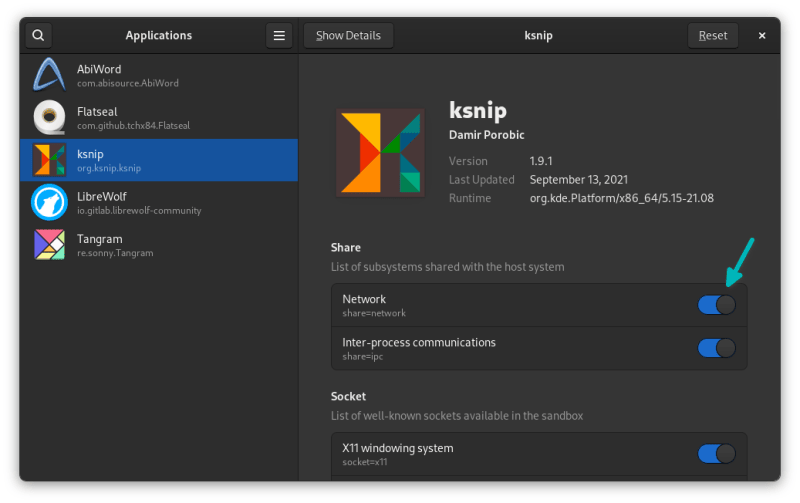 Applications
Show Details
ksnip
Reset
AbiWord
com.abisource.AbiWord
Flatseal
com.github.tchx84.Flatseal
ksnip
org.ksnip.ksnip
LibreWolf
io.gitlab.librewolf-community
Tangram
re.sonny.Tangram
ksnip
Damir Porobic
Version 1.9.1
Last Updated September 13, 2021
Runtime org.kde.Platform/x86_64/5.15-21.08
Share
List of subsystems shared with the host system
Network
share=network
Inter-process communications
share=ipc
Socket
List of well-known sockets available in the sandbox
X11 windowing system
socket=x11